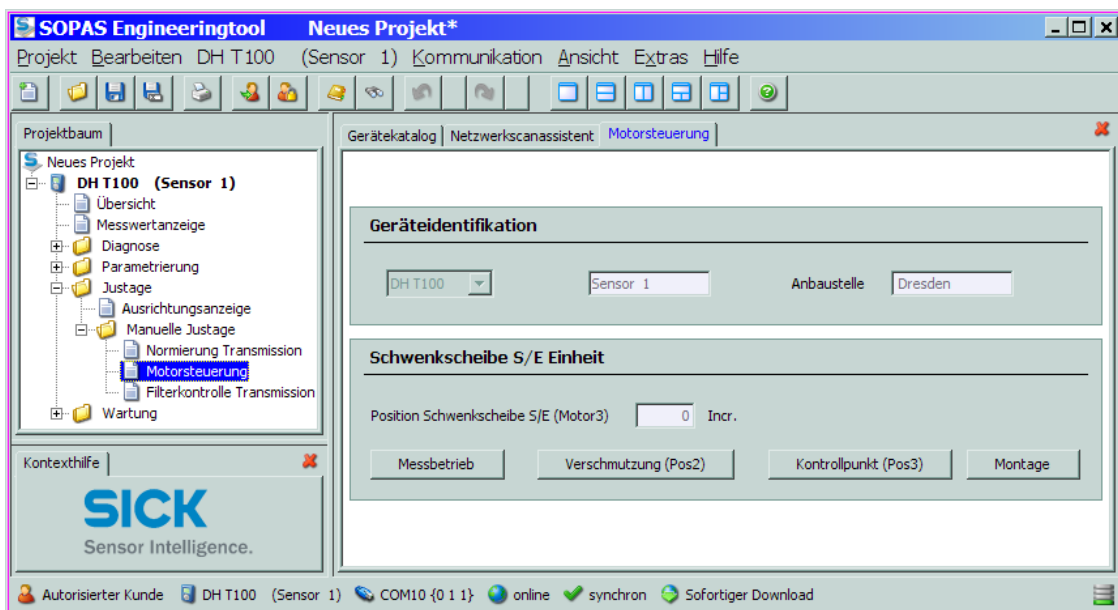 SOPAS Engineeringtool Neues Projekt*
Projekt Bearbeiten DH T100 (Sensor 1) Kommunikation Ansicht Extras Hilfe
Projektbaum
Neues Projekt
DH T100 (Sensor 1)
Übersicht
Messwertanzeige
Diagnose
Parametrierung
Justage
Ausrichtungsanzeige
Manuelle Justage
Normierung Transmission
Motorsteuerung
Filterkontrolle Transmission
Wartung
Kontexthilfe
SICK
Sensor Intelligence.
Gerätekatalog Netzwerkscanassistent Motorsteuerung
Geräteidentifikation
DH T100 Sensor 1 Anbaustelle Dresden
Schwenkscheibe S/E Einheit
Position Schwenkscheibe S/E (Motor3) 0 Incr.
Messbetrieb Verschmutzung (Pos2) Kontrollpunkt (Pos3) Montage
Autorisierter Kunde DH T100 (Sensor 1) COM10 {0 1 1} online synchron Sofortiger Download